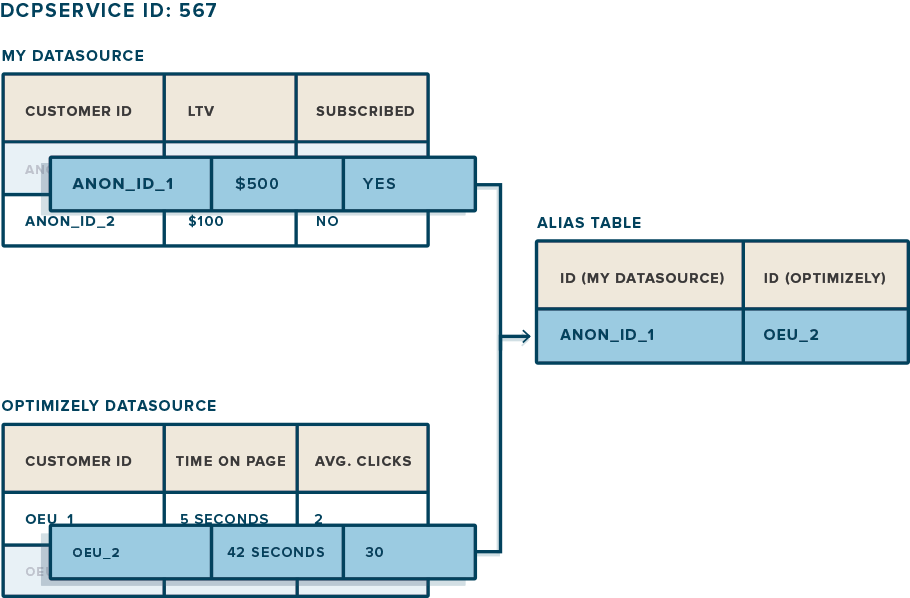 DCPSERVICE ID: 567
MY DATASOURCE
CUSTOMER ID LTV SUBSCRIBED
ANON_ID_1 $500 YES
ANON_ID_2 $100 NO
ALIAS TABLE
ID (MY DATASOURCE) ID (OPTIMIZELY)
ANON_ID_1 OEU_2
OPTIMIZELY DATASOURCE
CUSTOMER ID TIME ON PAGE AVG. CLICKS
OEU_1 5 SECONDS 2
OEU_2 42 SECONDS 30